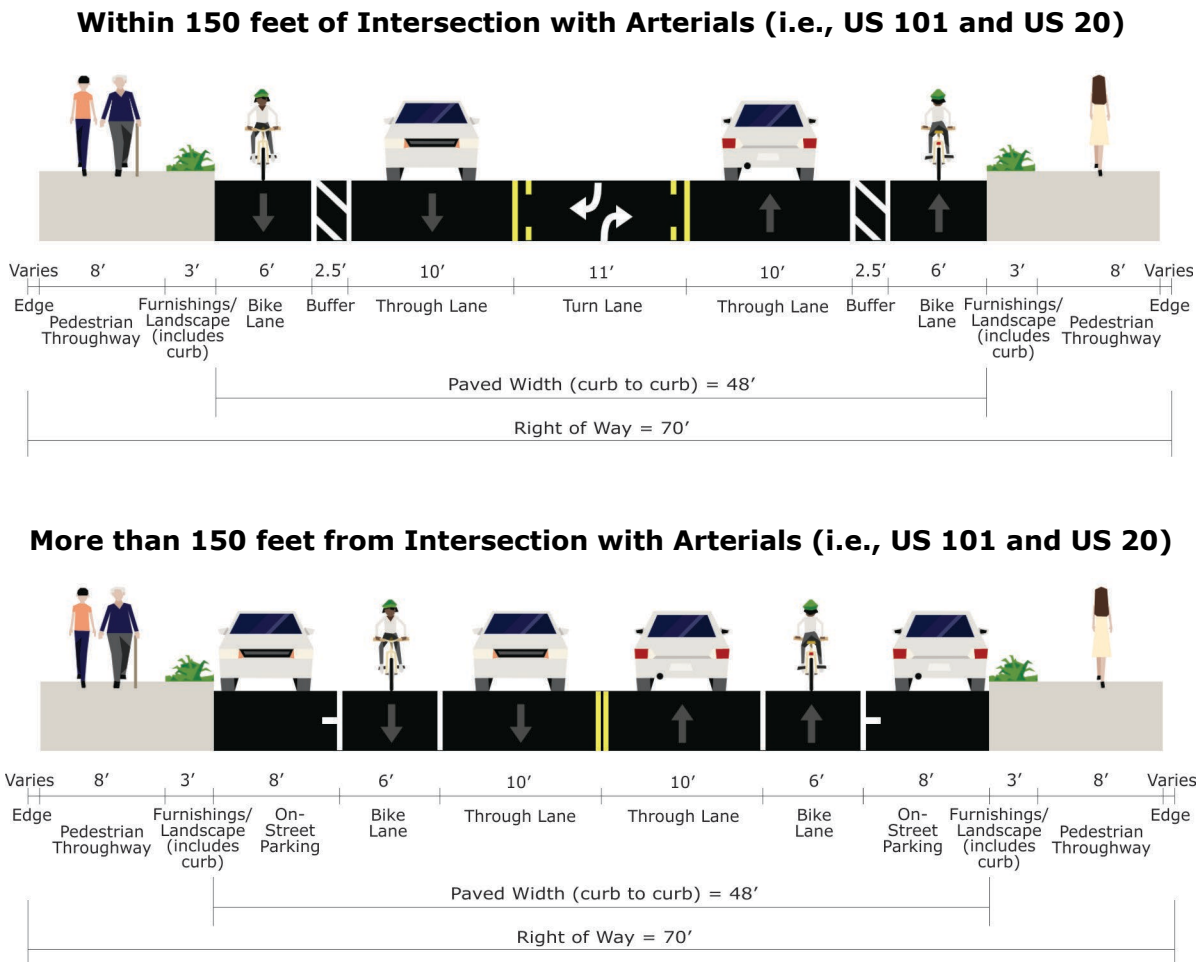 Within 150 feet of Intersection with Arterials (i.e., US 101 and US 20)
Varies 8′ 3′ 6′ 2.5′ 10′ 11′ 10′ 2.5′ 6′ 3′ 8′ Varies
Edge Pedestrian Throughway Furnishings/ Landscape (includes curb) Bike Lane Buffer Through Lane Turn Lane Through Lane Buffer Bike Lane Furnishings/ Landscape (includes curb) Pedestrian Throughway Edge
Paved Width (curb to curb) = 48′
Right of Way = 70′
More than 150 feet from Intersection with Arterials (i.e., US 101 and US 20)
Varies 8′ 3′ 8′ 6′ 10′ 10′ 6′ 8′ 3′ 8′ Varies
Edge Pedestrian Throughway Furnishings/ Landscape (includes curb) On- Street Parking Bike Lane Through Lane Through Lane Bike Lane On- Street Parking Furnishings/ Landscape (includes curb) Pedestrian Throughway Edge
Paved Width (curb to curb) = 48′
Right of Way = 70′